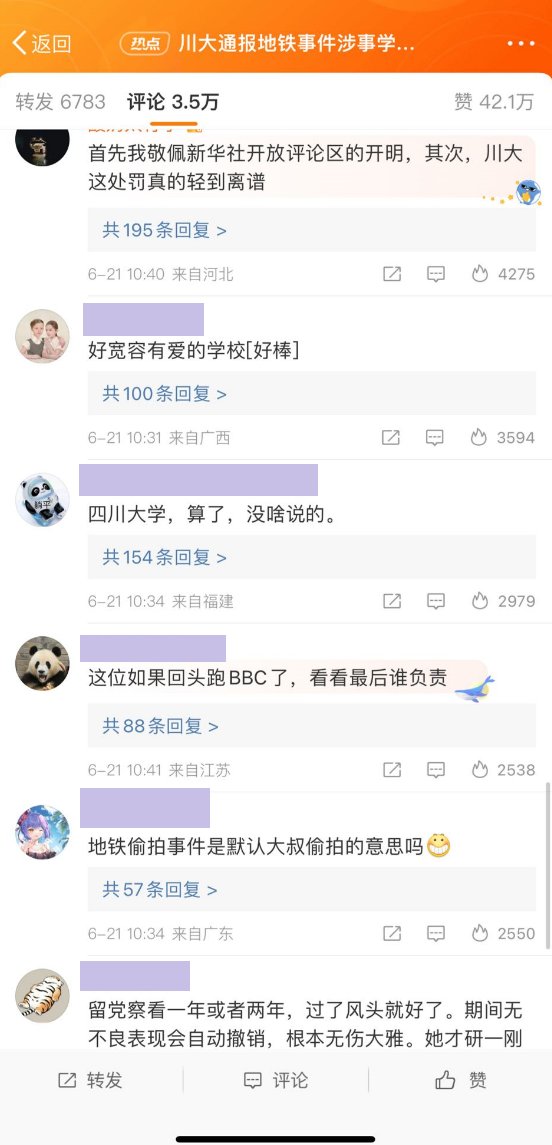 返回
热点 川大通报地铁事件涉事学...
转发 6783 评论 3.5万 赞 42.1万
首先我敬佩新华社开放评论区的开明，其次，川大
这处罚真的轻到离谱
共195条回复 >
6-21 10:40 来自河北 4275
好宽容有爱的学校[好棒]
共100条回复 >
6-21 10:31 来自广西 3594
躺平
四川大学，算了，没啥说的。
共154条回复 >
6-21 10:34 来自福建 2979
这位如果回头跑BBC了，看看最后谁负责
共88条回复 >
6-21 10:41 来自江苏 2538
地铁偷拍事件是默认大叔偷拍的意思吗
共57条回复 >
6-21 10:34 来自广东 2550
留党察看一年或者两年，过了风头就好了。期间无
不良表现会自动撤销，根本无伤大雅。她才研一刚
转发 评论 赞